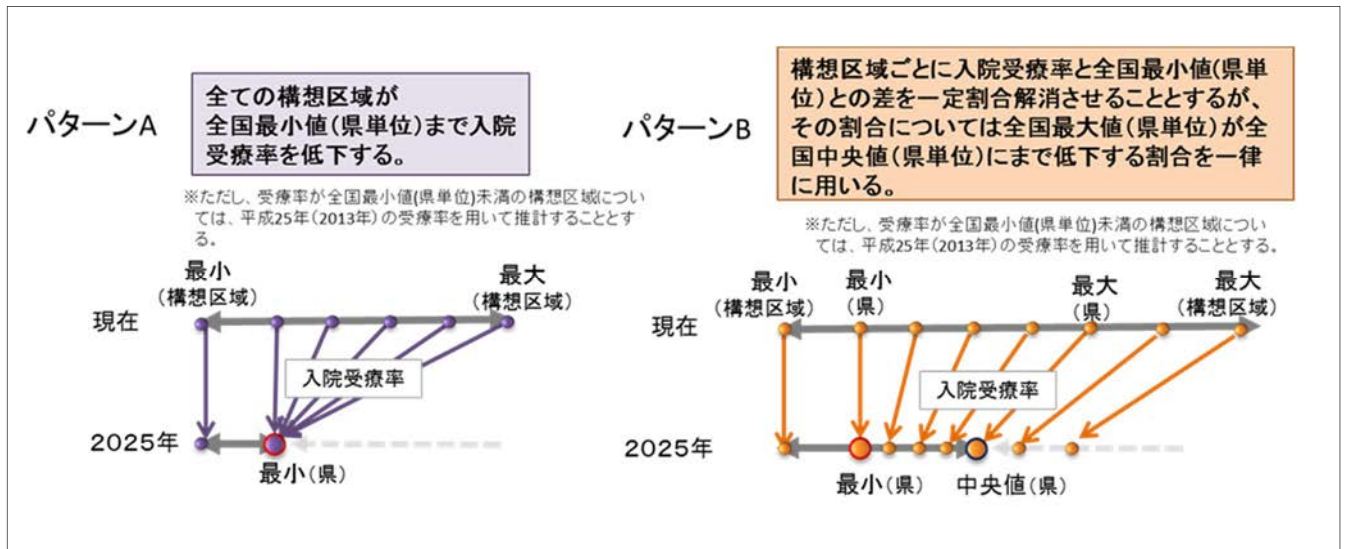 パターンA
全ての構想区域が
全国最小値(県単位)まで入院
受療率を低下する。
※ただし、受療率が全国最小値(県単位)未満の構想区域につい
ては、平成25年(2013年)の受療率を用いて推計することとす
る。
最小
(構想区域)
最大
(構想区域)
現在
入院受療率
2025年
最小(県)
パターンB
構想区域ごとに入院受療率と全国最小値(県単
位)との差を一定割合解消させることとするが、
その割合については全国最大値(県単位)が全
国中央値(県単位)にまで低下する割合を一律
に用いる。
※ただし、受療率が全国最小値(県単位)未満の構想区域につい
ては、平成25年(2013年)の受療率を用いて推計することとする。
最小
(構想区域)
最小
(県)
最大
(県)
最大
(構想区域)
現在
入院受療率
2025年
最小(県)
中央値(県)